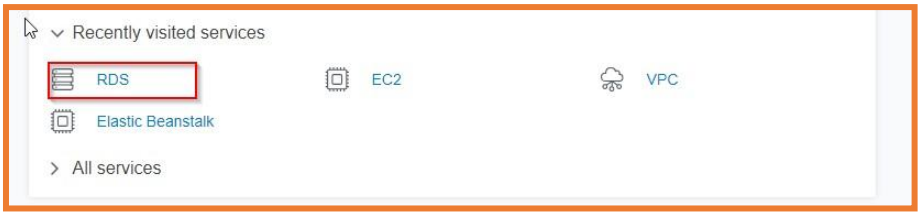 Recently visited services
RDS EC2 VPC
Elastic Beanstalk
All services